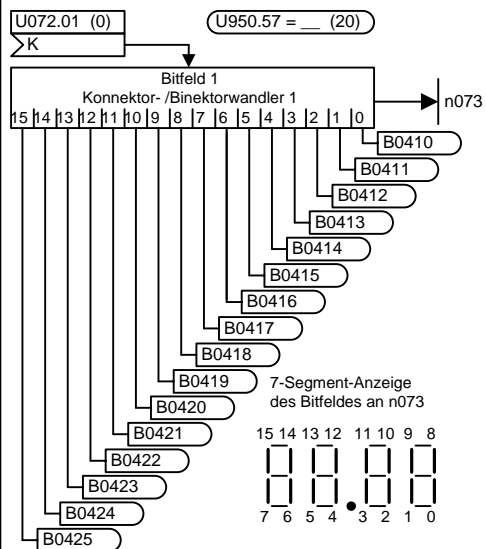 U072.01 (0)
U950.57 = __ (20)
K
Bitfeld 1
Konnektor- /Binektorwandler 1
n073
15 14 13 12 11 10 9 8 7 6 5 4 3 2 1 0
B0410
B0411
B0412
B0413
B0414
B0415
B0416
B0417
B0418
B0419
7-Segment-Anzeige
des Bitfeldes an n073
B0420
B0421
15 14 13 12 11 10 9 8
B0422
B0423
B0424
7 6 5 4 3 2 1 0
B0425